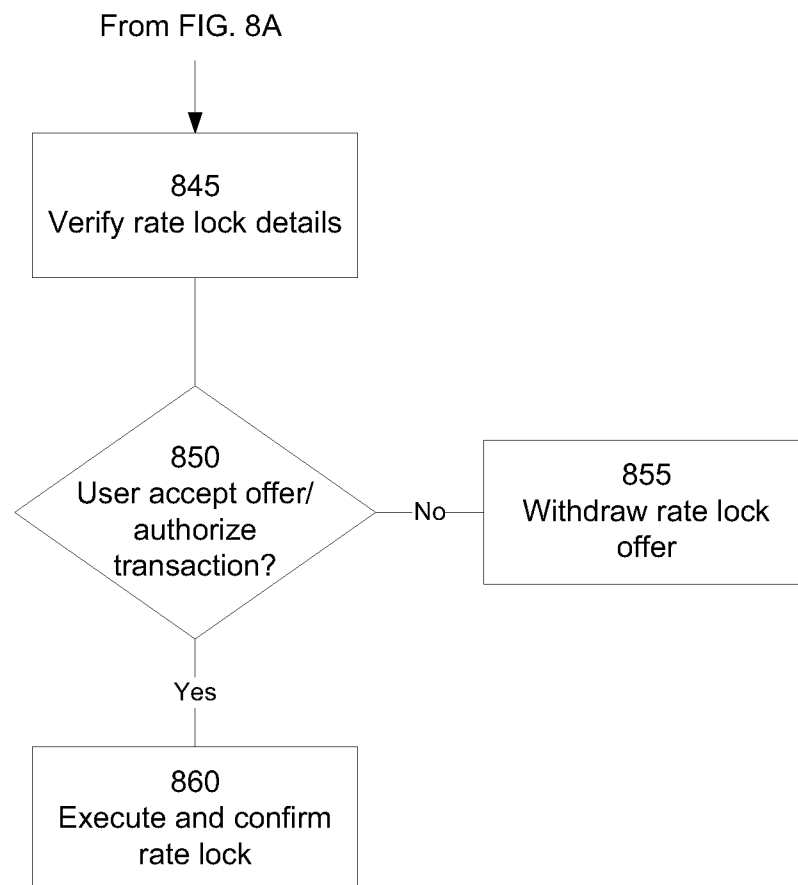 From FIG. 8A
845
Verify rate lock details
850
User accept offer/
authorize
transaction?
No
855
Withdraw rate lock
offer
Yes
860
Execute and confirm
rate lock